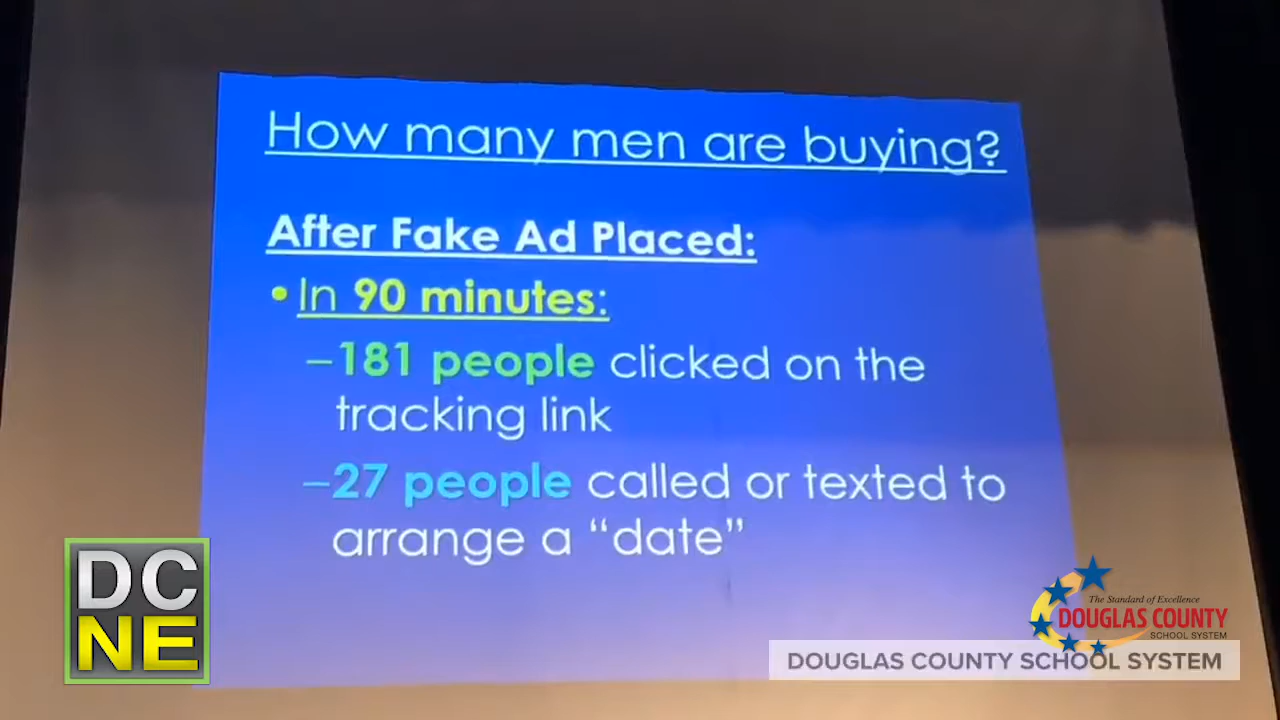 How many men are buying?
After Fake Ad Placed:
• In 90 minutes:
–181 people clicked on the
tracking link
–27 people called or texted to
arrange a “date”
DC
NE
The Standard of Excellence
DOUGLAS COUNTY
SCHOOL SYSTEM
DOUGLAS COUNTY SCHOOL SYSTEM